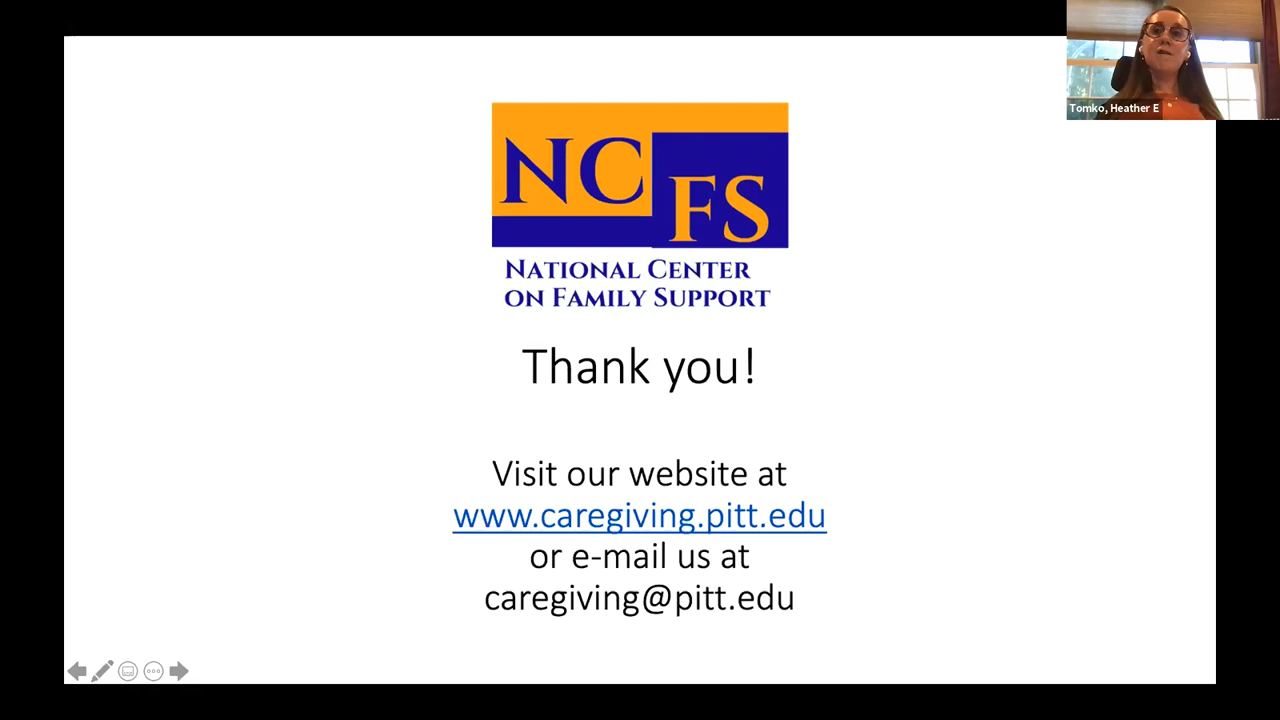 Tomko, Heather E
NC
FS
NATIONAL CENTER
ON FAMILY SUPPORT
Thank you!
Visit our website at
www.caregiving.pitt.edu
or e-mail us at
caregiving@pitt.edu